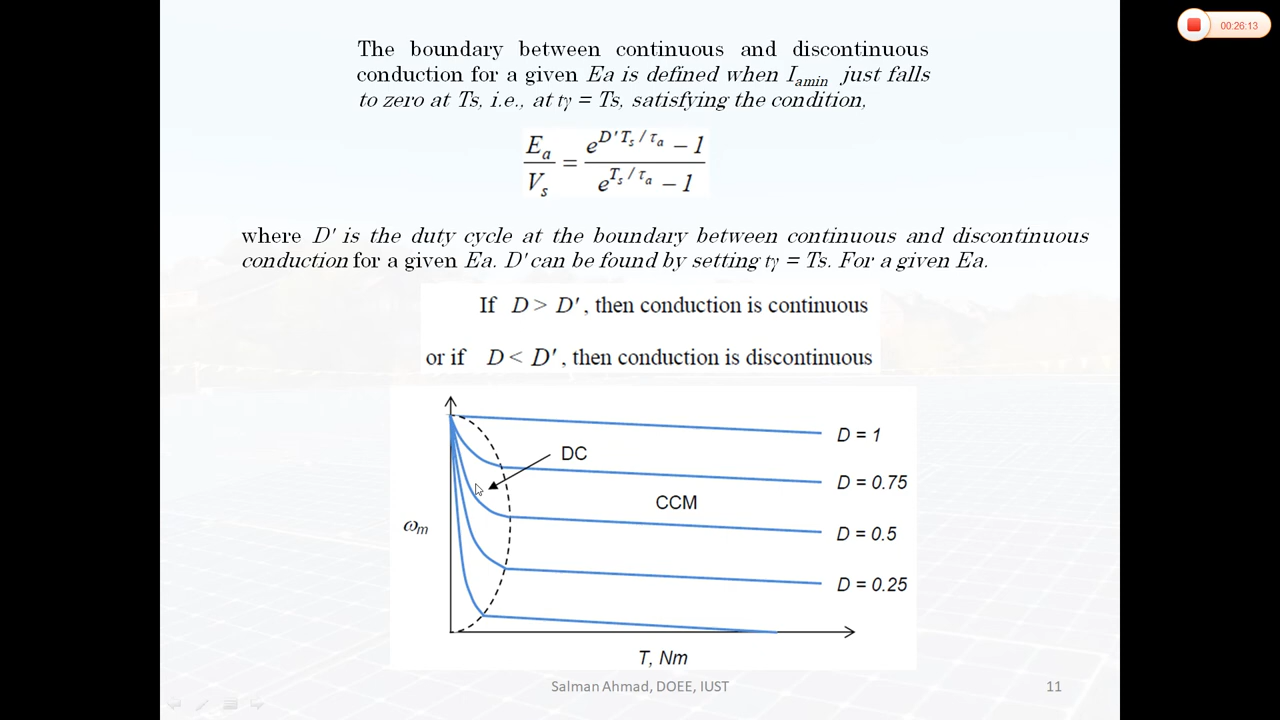 00:26:13
The boundary between continuous and discontinuous
conduction for a given Ea is defined when Iamin just falls
to zero at Ts, i.e., at tγ = Ts, satisfying the condition,
Ea/Vs = (e^(D'Ts/τa) – 1)/(e^(Ts/τa) – 1)
where D' is the duty cycle at the boundary between continuous and discontinuous
conduction for a given Ea. D' can be found by setting tγ = Ts. For a given Ea.
If D > D', then conduction is continuous
or if D < D', then conduction is discontinuous
D = 1
DC
D = 0.75
CCM
ωm
D = 0.5
D = 0.25
T, Nm
Salman Ahmad, DOEE, IUST 11